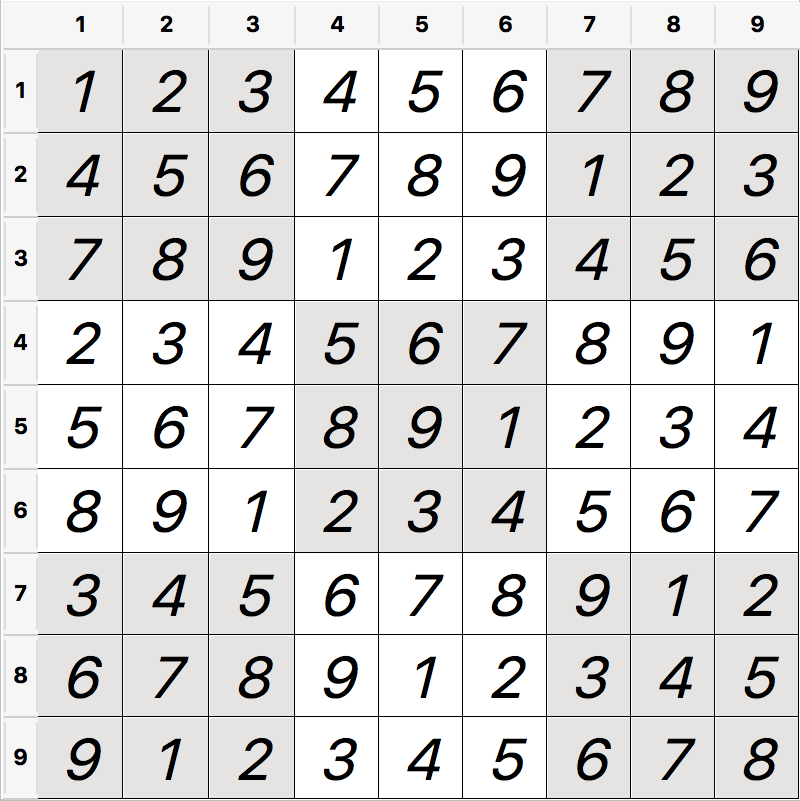 1 2 3 4 5 6 7 8 9
1 1 2 3 4 5 6 7 8 9
2 4 5 6 7 8 9 1 2 3
3 7 8 9 1 2 3 4 5 6
4 2 3 4 5 6 7 8 9 1
5 5 6 7 8 9 1 2 3 4
6 8 9 1 2 3 4 5 6 7
7 3 4 5 6 7 8 9 1 2
8 6 7 8 9 1 2 3 4 5
9 9 1 2 3 4 5 6 7 8